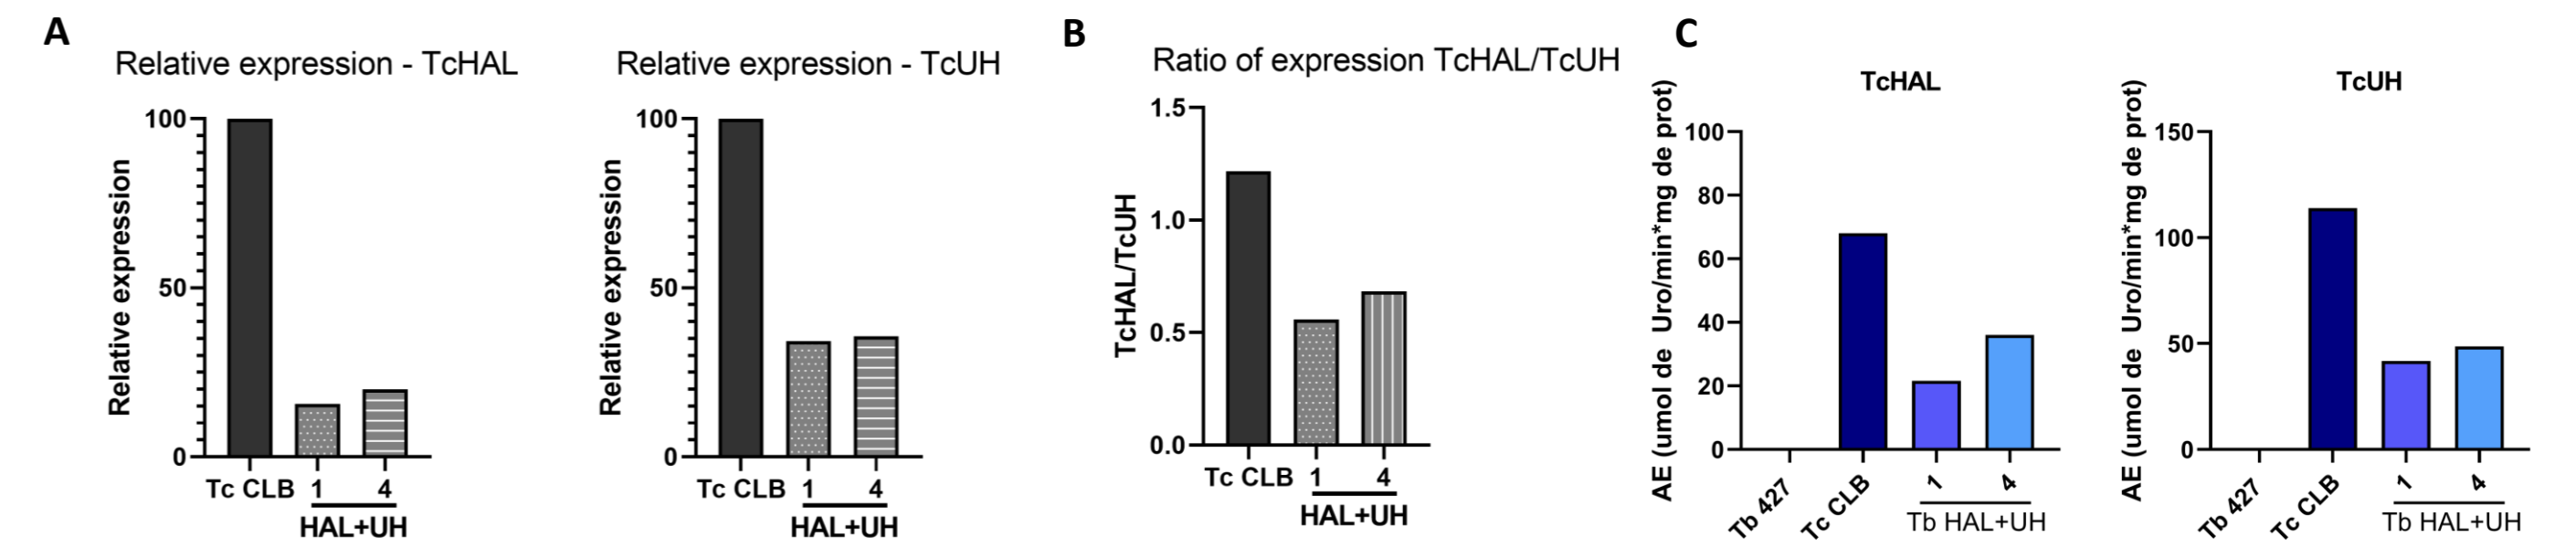 A
Relative expression - TcHAL
Relative expression
100
50
0
Tc CLB 1 4
HAL+UH
Relative expression - TcUH
Relative expression
100
50
0
Tc CLB 1 4
HAL+UH
B
Ratio of expression TcHAL/TcUH
TcHAL/TcUH
1.5
1.0
0.5
0.0
Tc CLB 1 4
HAL+UH
C
TcHAL
AE (umol de Uro/min*mg de prot)
100
80
60
40
20
0
Tb 427 Tc CLB 1 4
Tb HAL+UH
TcUH
AE (umol de Uro/min*mg de prot)
150
100
50
0
Tb 427 Tc CLB 1 4
Tb HAL+UH